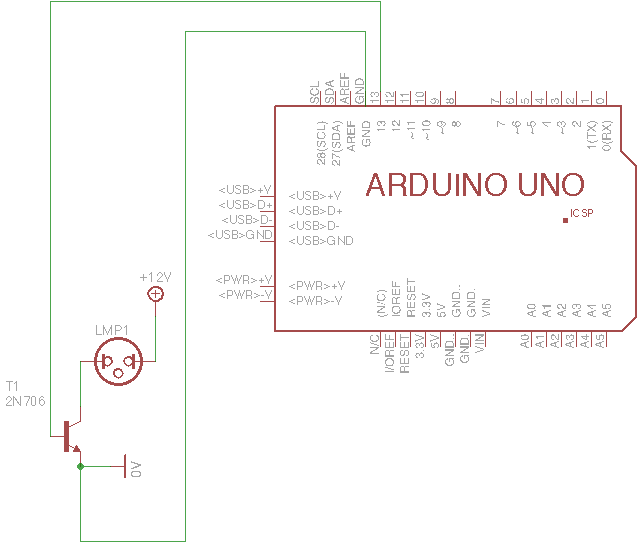 SCL
SDA
AREF
GND
13
12
11
10
9
8
7
6
5
4
3
2
1
0
28(SCL)
27(SDA)
AREF
GND
13
12
~11
~10
~9
8
7
~6
~5
4
~3
2
1(TX)
0(RX)
ARDUINO UNO
ICSP
<USB>+V
<USB>D+
<USB>D-
<USB>GND
<USB>+V
<USB>D+
<USB>D-
<USB>GND
<PWR>+V
<PWR>-V
<PWR>+V
<PWR>-V
(N/C)
IOREF
RESET
3.3V
5V
GND..
GND.
VIN
A0
A1
A2
A3
A4
A5
N/C
I/OREF
RESET
3.3V
5V
GND..
GND.
VIN
A0
A1
A2
A3
A4
A5
+12V
LMP1
T1
2N706
0V